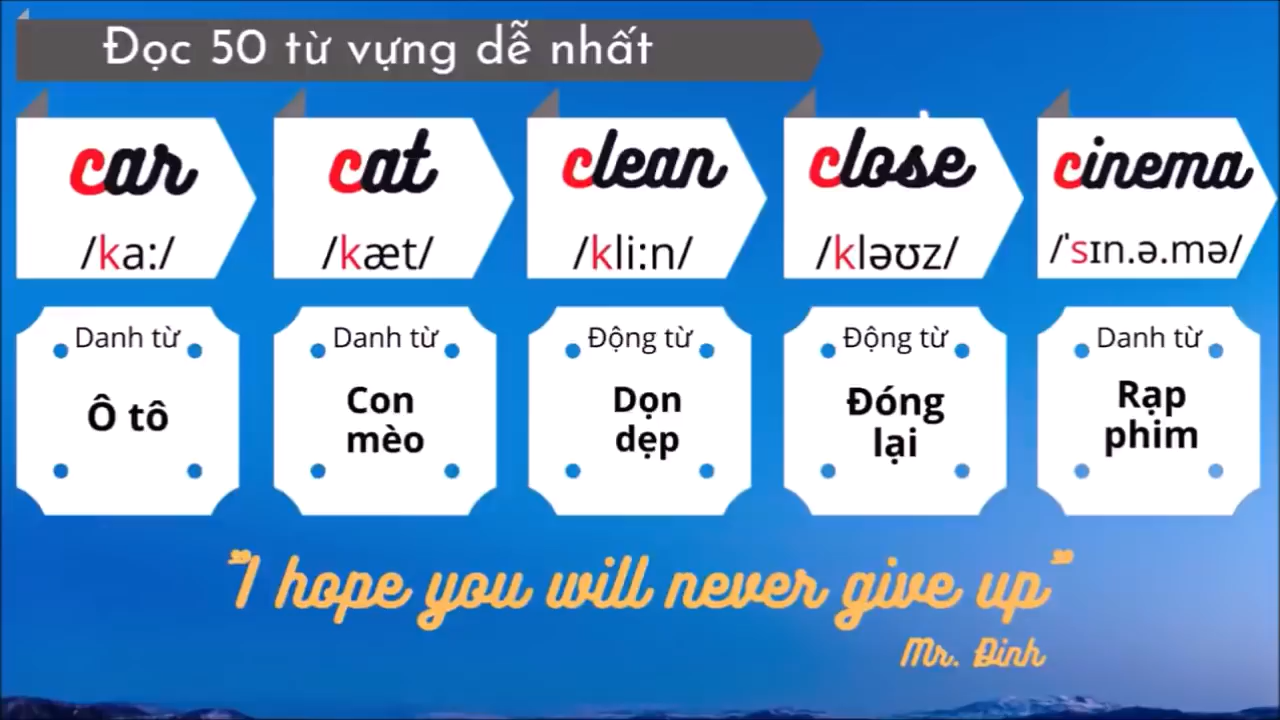 Đọc 50 từ vựng dễ nhất
car
/ka:/
cat
/kæt/
clean
/kli:n/
close
/kləʊz/
cinema
/ˈsɪn.ə.mə/
Danh từ
Ô tô
Danh từ
Con
mèo
Động từ
Dọn
dẹp
Động từ
Đóng
lại
Danh từ
Rạp
phim
"I hope you will never give up"
Mr. Đinh